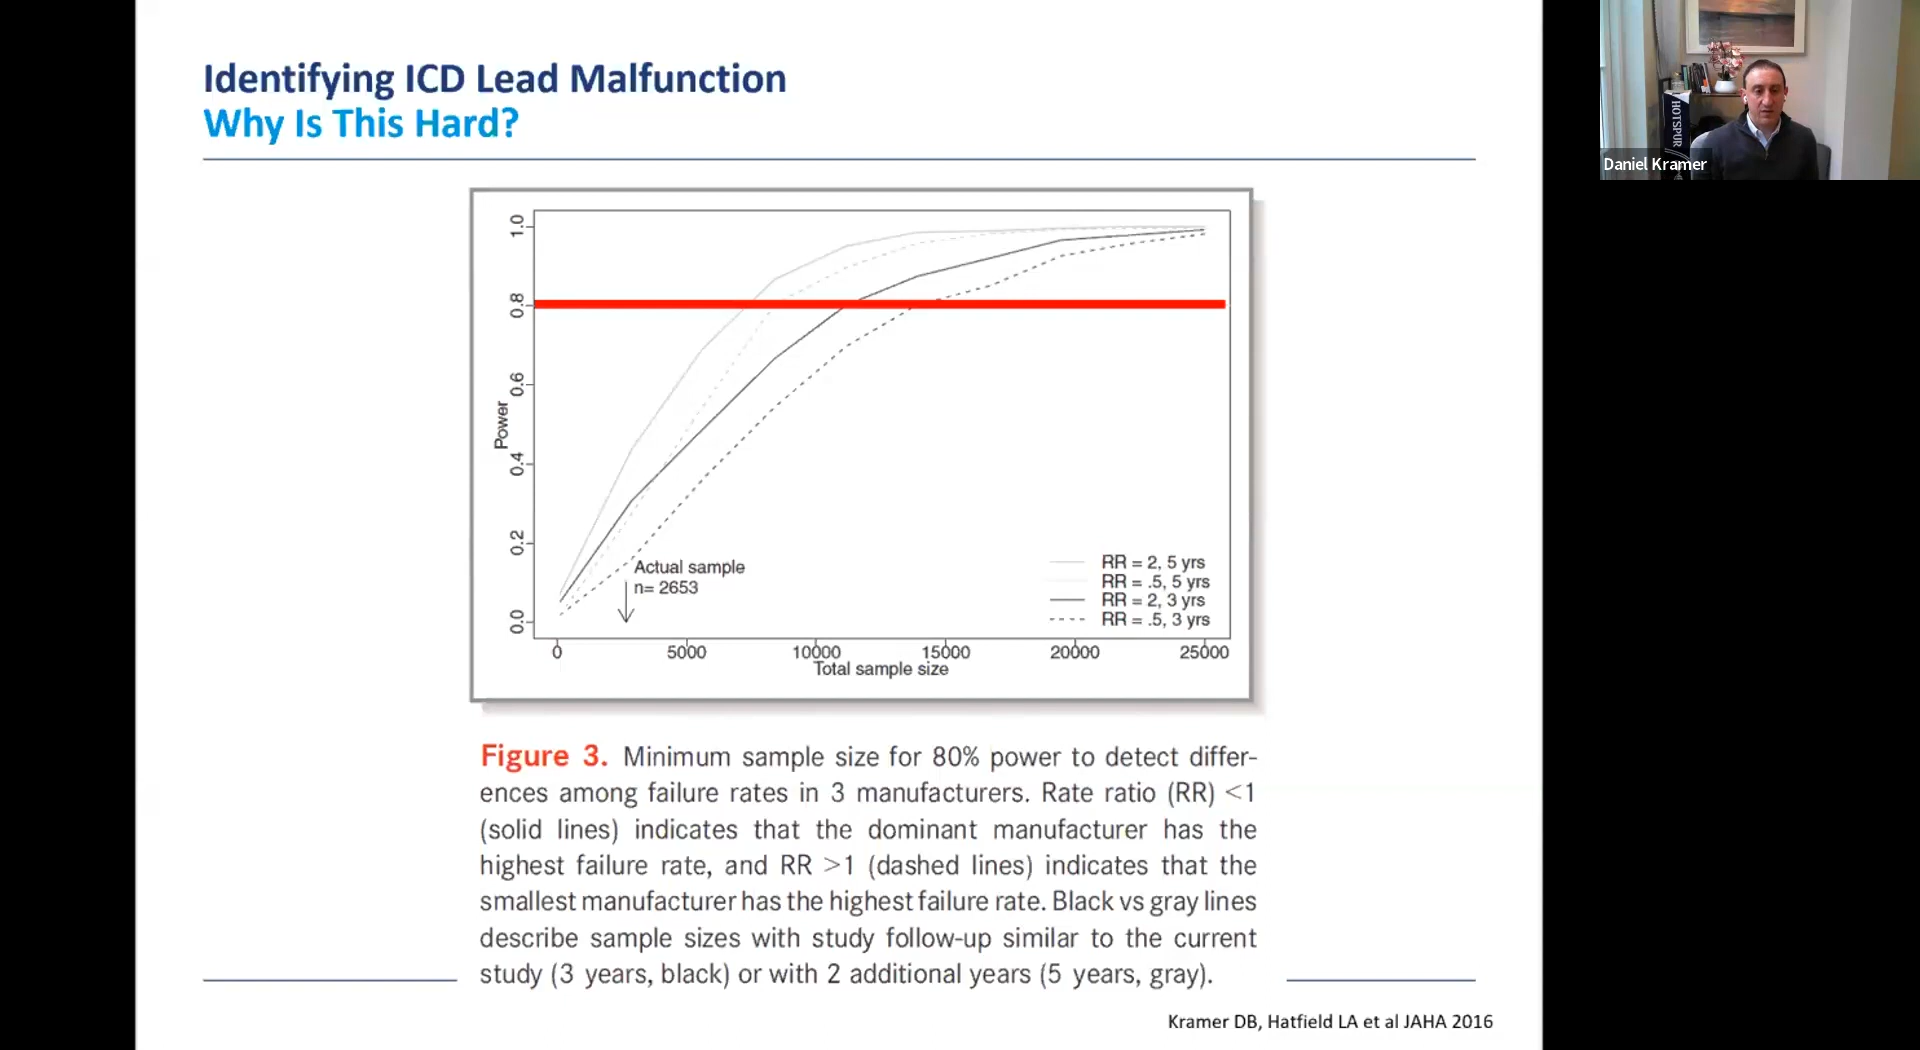 Identifying ICD Lead Malfunction
Why Is This Hard?
HOTSPUR
Daniel Kramer
1.0
0.8
0.6
0.4
0.2
0.0
Power
Actual sample
n= 2653
RR = 2, 5 yrs
RR = .5, 5 yrs
RR = 2, 3 yrs
RR = .5, 3 yrs
0 5000 10000 15000 20000 25000
Total sample size
Figure 3. Minimum sample size for 80% power to detect differ-
ences among failure rates in 3 manufacturers. Rate ratio (RR) <1
(solid lines) indicates that the dominant manufacturer has the
highest failure rate, and RR >1 (dashed lines) indicates that the
smallest manufacturer has the highest failure rate. Black vs gray lines
describe sample sizes with study follow-up similar to the current
study (3 years, black) or with 2 additional years (5 years, gray).
Kramer DB, Hatfield LA et al JAHA 2016